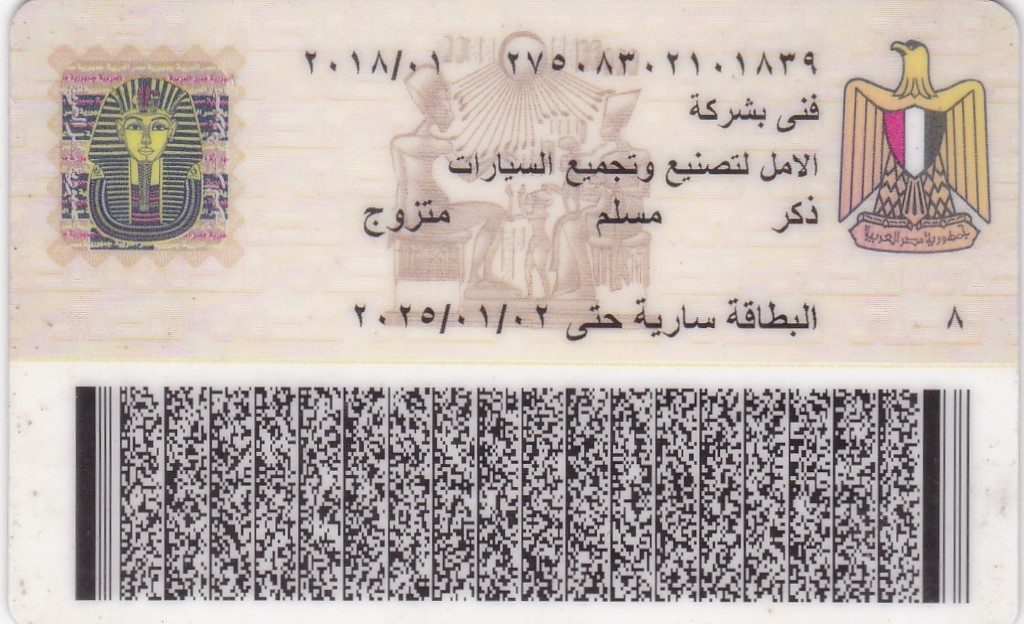 ٢٧٥٠٨٣٠٢١٠١٨٣٩ ٢٠١٨/٠١
فنى بشركة
الامل لتصنيع وتجميع السيارات
ذكر مسلم متزوج
جمهورية مصر العربية
البطاقة سارية حتى ٢٠٢٥/٠١/٠٢
٨